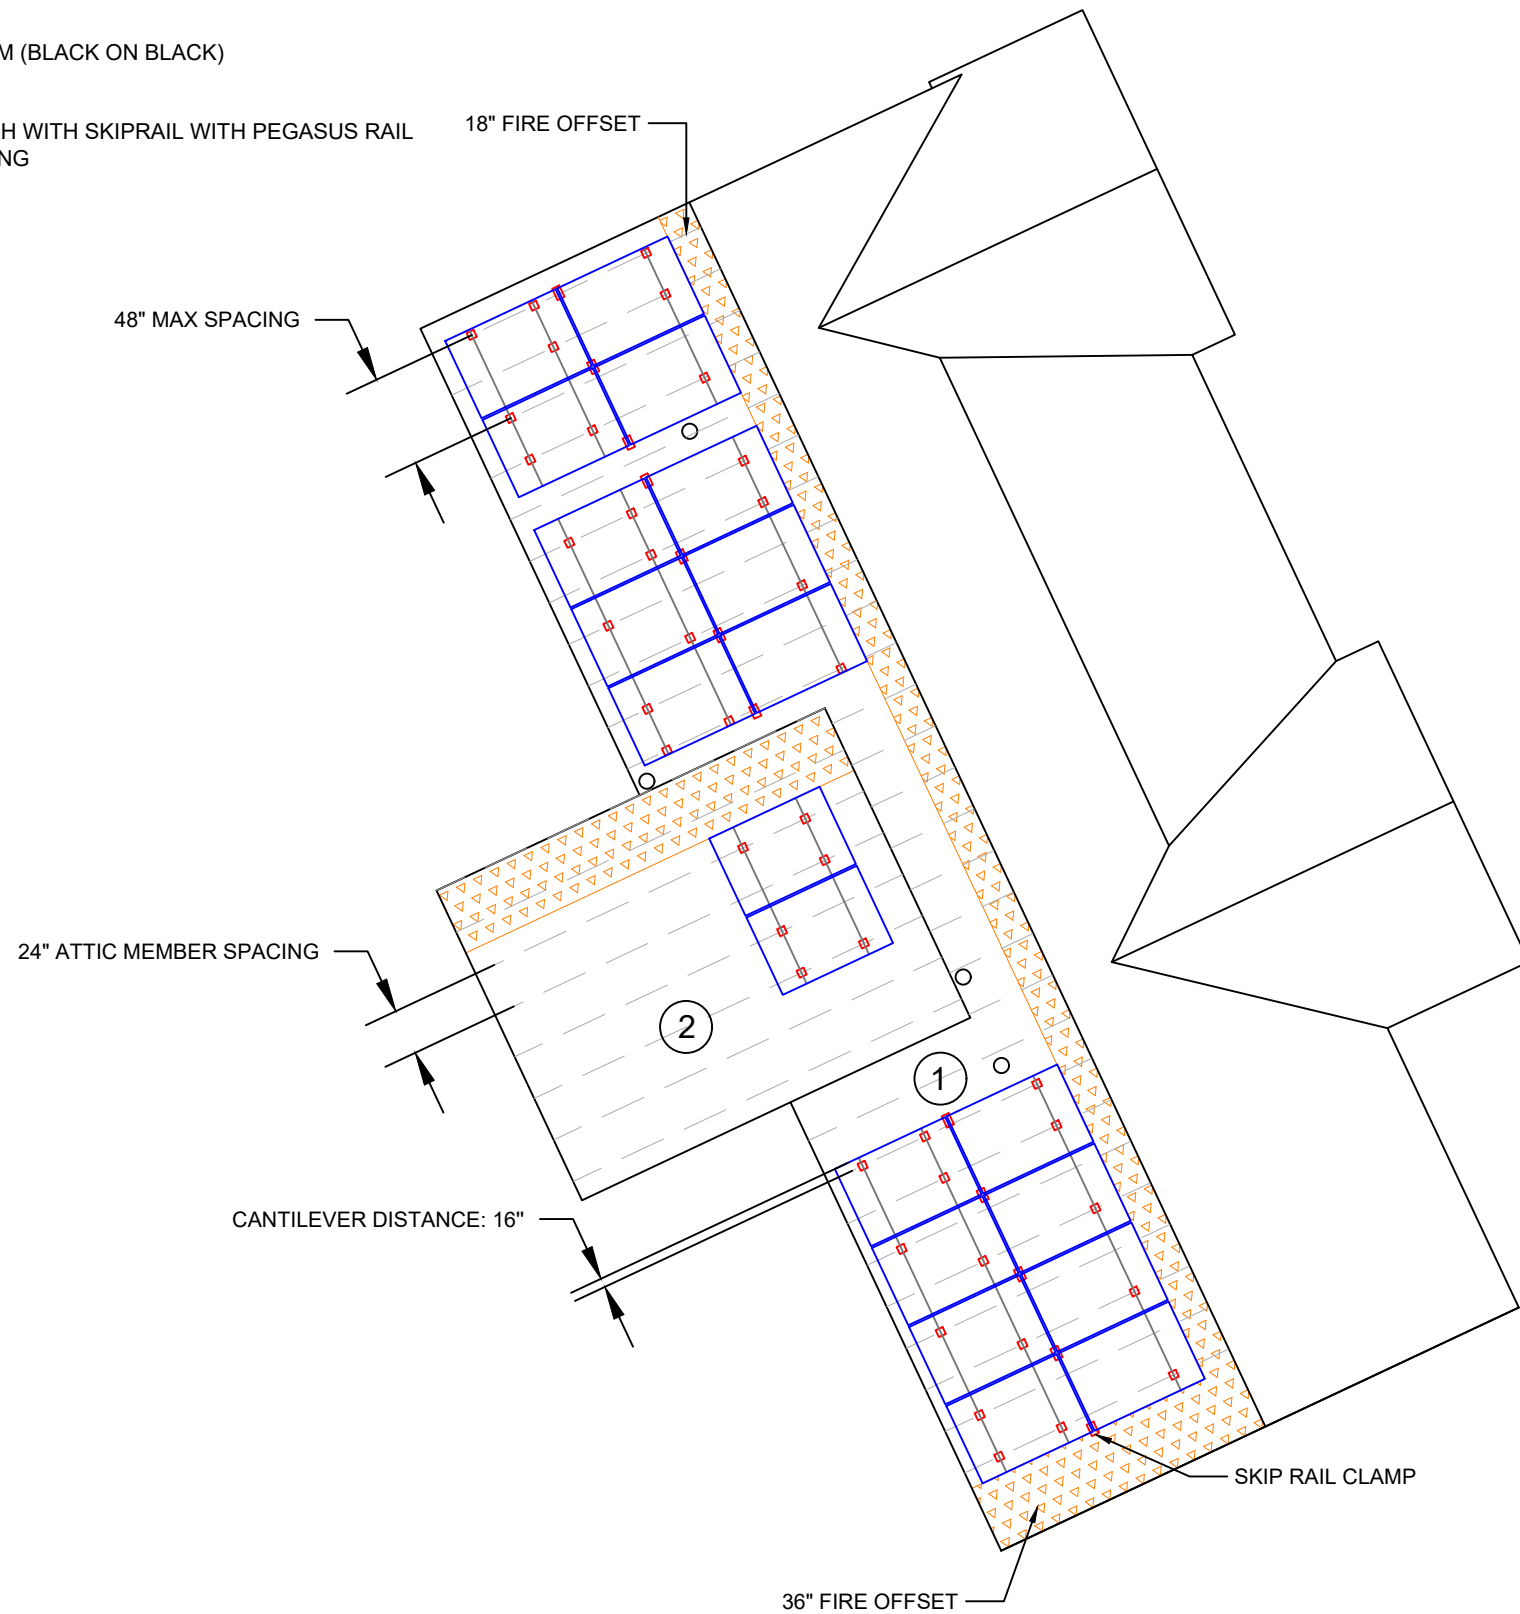 M (BLACK ON BLACK)
H WITH SKIPRAIL WITH PEGASUS RAIL
NG
18" FIRE OFFSET
48" MAX SPACING
24" ATTIC MEMBER SPACING
2
1
CANTILEVER DISTANCE: 16"
SKIP RAIL CLAMP
36" FIRE OFFSET